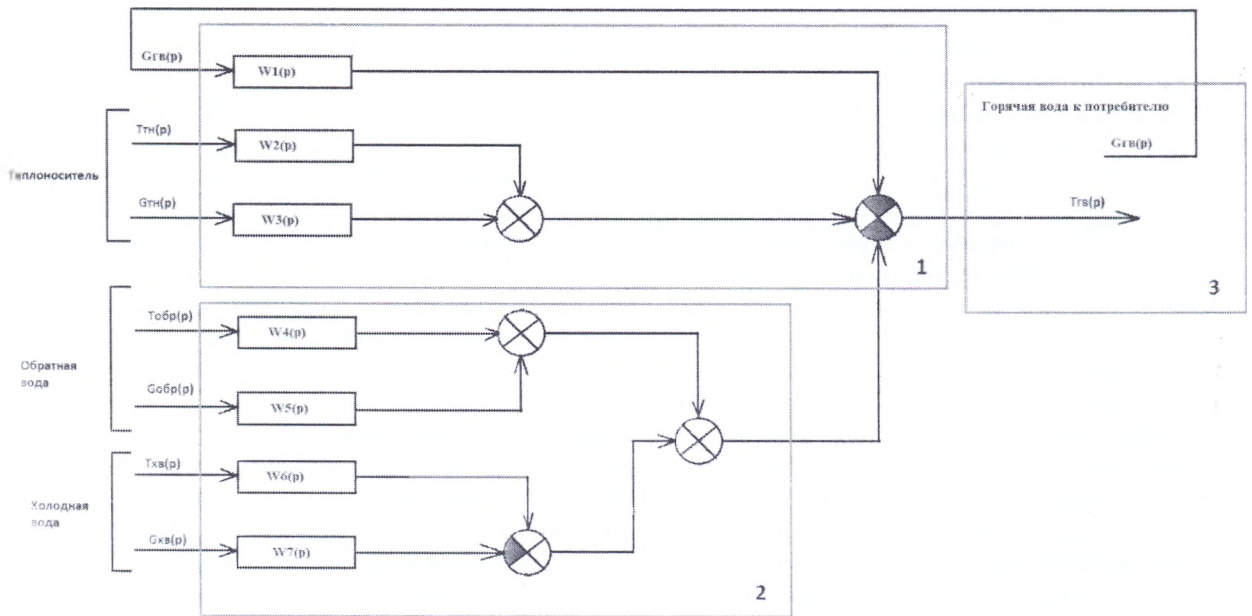 Gгв(p)
W1(p)
Горячая вода к потребителю
Gгв(p)
Tгв(p)
Теплоноситель
Tтн(p)
W2(p)
Gтн(p)
W3(p)
1
3
Обратная
вода
Tобр(p)
W4(p)
Gобр(p)
W5(p)
Холодная
вода
Tхв(p)
W6(p)
Gхв(p)
W7(p)
2